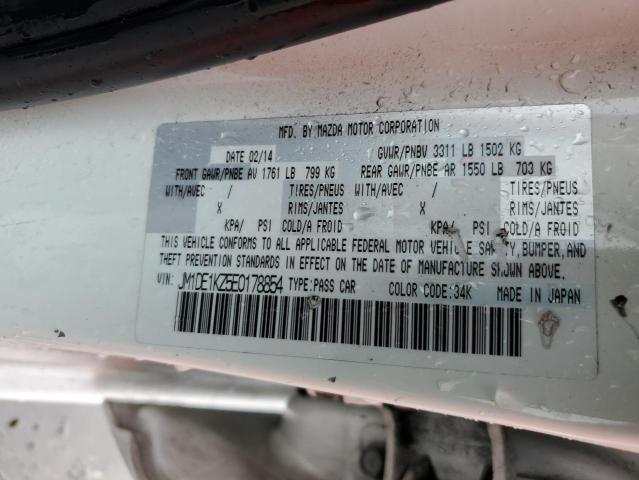 MFD. BY MAZDA MOTOR CORPORATION
DATE 02/14 GVWR/PNBV 3311 LB 1502 KG
FRONT GAWR/PNBE AV 1761 LB 799 KG REAR GAWR/PNBE AR 1550 LB 703 KG
WITH/AVEC / TIRES/PNEUS WITH/AVEC / TIRES/PNEUS
X RIMS/JANTES X RIMS/JANTES
KPA/ PSI COLD/A FROID KPA/ PSI COLD/A FROID
THIS VEHICLE CONFORMS TO ALL APPLICABLE FEDERAL MOTOR VEHICLE SAFETY, BUMPER, AND
THEFT PREVENTION STANDARDS IN EFFECT ON THE DATE OF MANUFACTURE SHOWN ABOVE.
VIN: JM1DE1KZ5E0178854 TYPE: PASS CAR COLOR CODE: 34K MADE IN JAPAN